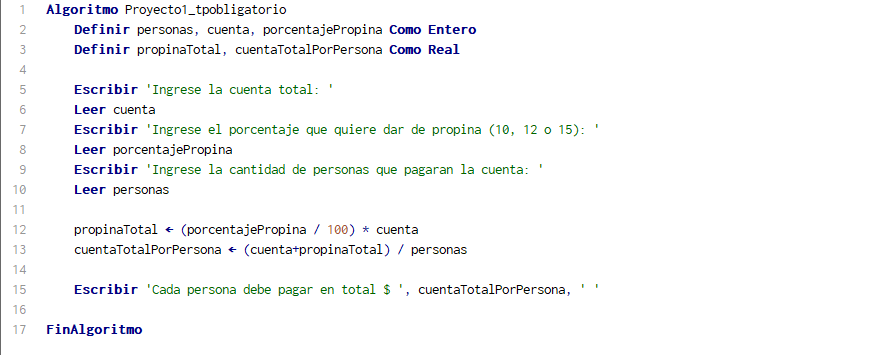 1 Algoritmo Proyecto1_tpobligatorio
2 Definir personas, cuenta, porcentajePropina Como Entero
3 Definir propinaTotal, cuentaTotalPorPersona Como Real
4
5 Escribir 'Ingrese la cuenta total: '
6 Leer cuenta
7 Escribir 'Ingrese el porcentaje que quiere dar de propina (10, 12 o 15): '
8 Leer porcentajePropina
9 Escribir 'Ingrese la cantidad de personas que pagaran la cuenta: '
10 Leer personas
11
12 propinaTotal ← (porcentajePropina / 100) * cuenta
13 cuentaTotalPorPersona ← (cuenta+propinaTotal) / personas
14
15 Escribir 'Cada persona debe pagar en total $ ', cuentaTotalPorPersona, ' '
16
17 FinAlgoritmo